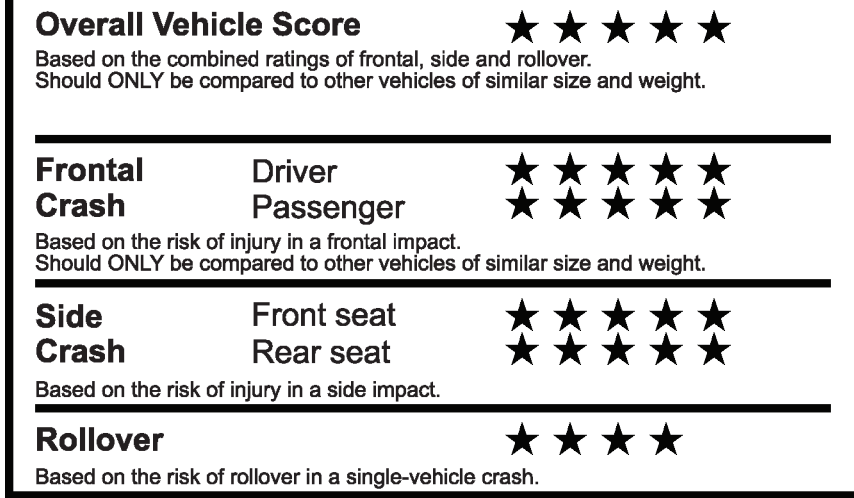 Overall Vehicle Score ★ ★ ★ ★ ★
Based on the combined ratings of frontal, side and rollover.
Should ONLY be compared to other vehicles of similar size and weight.
Frontal Driver ★ ★ ★ ★ ★
Crash Passenger ★ ★ ★ ★ ★
Based on the risk of injury in a frontal impact.
Should ONLY be compared to other vehicles of similar size and weight.
Side Front seat ★ ★ ★ ★ ★
Crash Rear seat ★ ★ ★ ★ ★
Based on the risk of injury in a side impact.
Rollover ★ ★ ★ ★
Based on the risk of rollover in a single-vehicle crash.